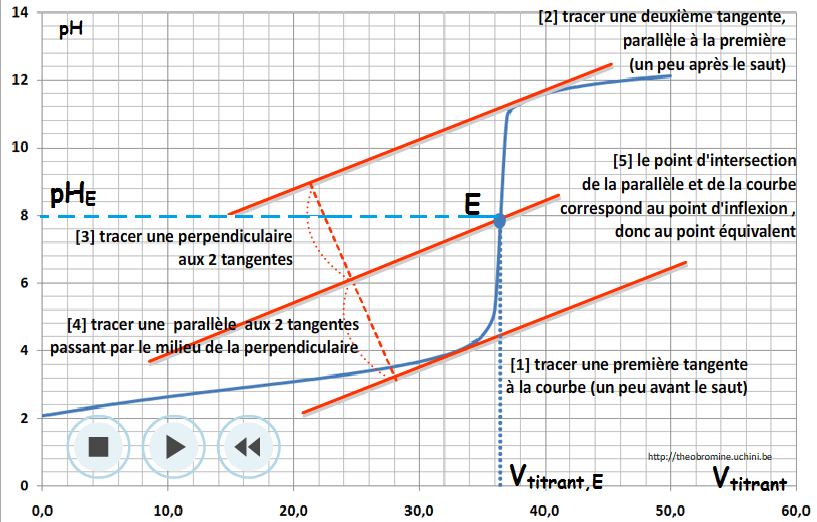 14
pH
[2] tracer une deuxième tangente,
parallèle à la première
(un peu après le saut)
12
10
[5] le point d'intersection
de la parallèle et de la courbe
correspond au point d'inflexion ,
donc au point équivalent
pHE
E
8
[3] tracer une perpendiculaire
aux 2 tangentes
6
[4] tracer une parallèle aux 2 tangentes
passant par le milieu de la perpendiculaire
4
[1] tracer une première tangente
à la courbe (un peu avant le saut)
2
http://theobromine.uchini.be
Vtitrant,E
Vtitrant
0
0,0 10,0 20,0 30,0 40,0 50,0 60,0